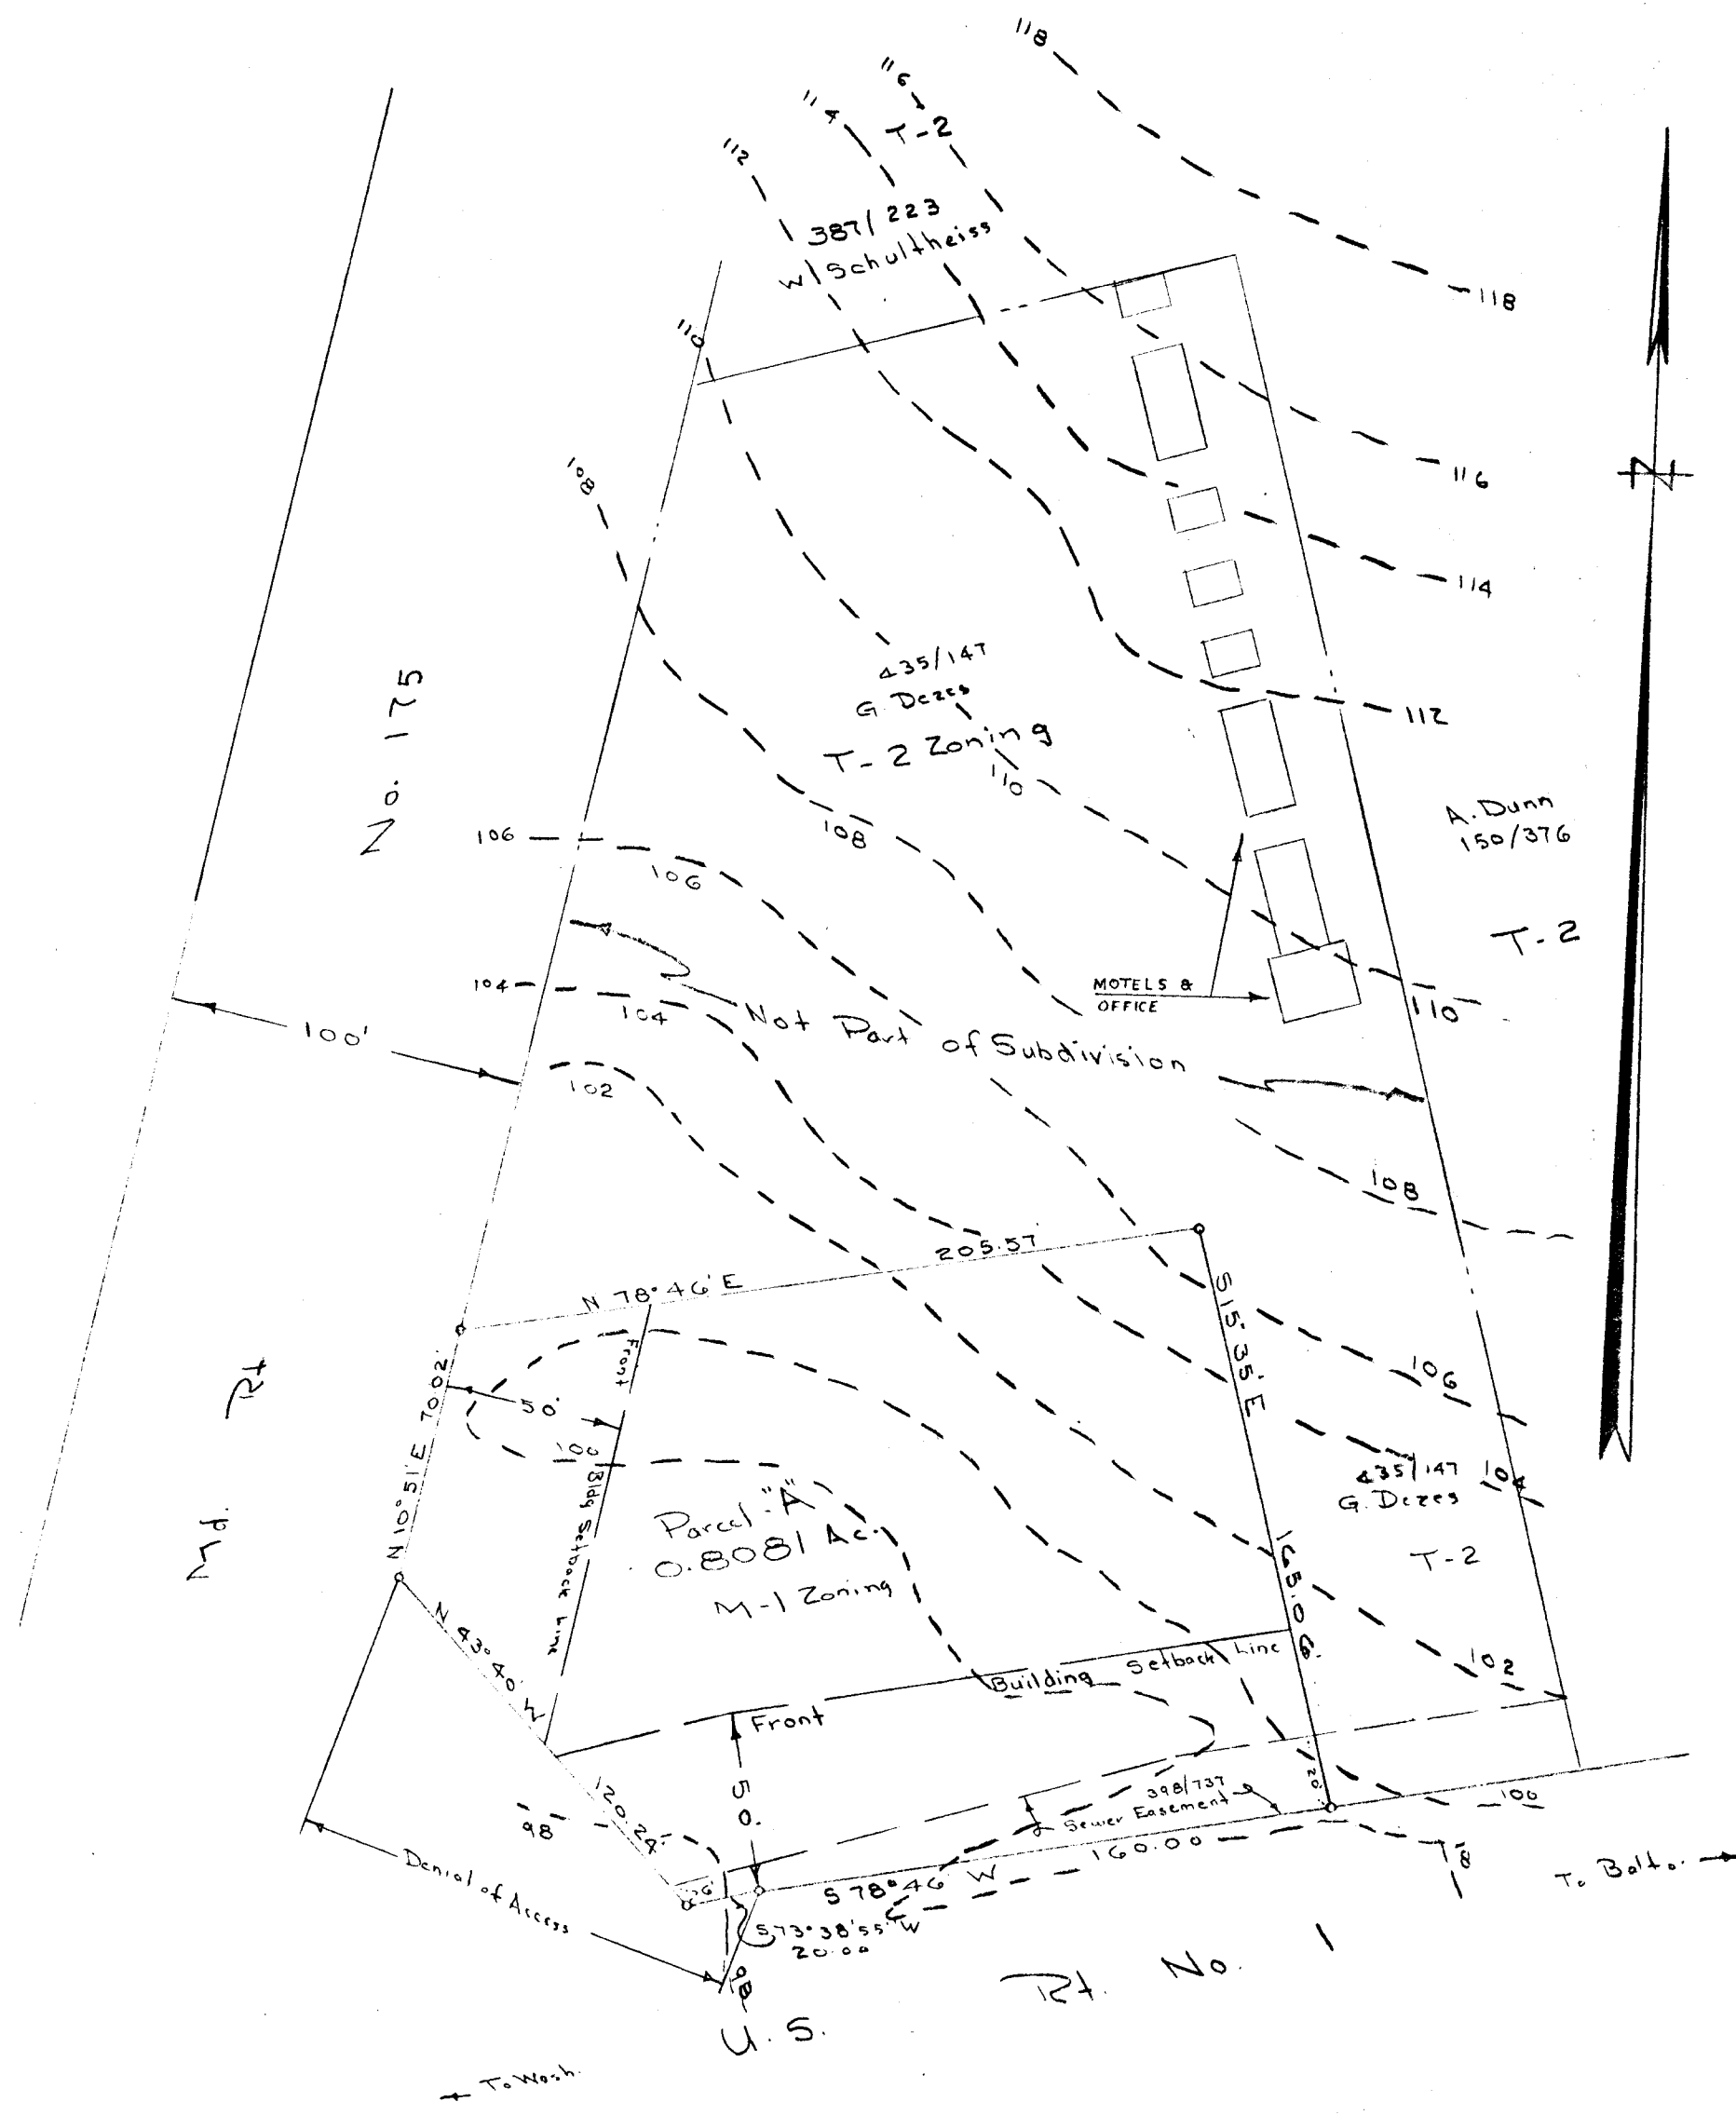 118
116
T-2
114
112
387/223
W/Schultheiss
118
110
116
108
114
435/147
G. Dezes
T-2 Zoning
110
112
No. 175
A. Dunn
150/376
106
106
108
T-2
MOTELS &
OFFICE
104
104
110
Not Part of Subdivision
100'
102
108
205.57
N 78° 46' E
S 15° 35' E
165.06
Md. Rt
Front
106
50'
N 10° 51' E 70.02'
100
Bldg Setback Line
435/147
G. Dezes
104
T-2
Parcel "A"
0.8081 Ac.
M-1 Zoning
N 43° 40' W
120.24'
102
Building Setback Line
Front
50'
20'
398/737
Sewer Easement
100
98
160.00
98
Denial of Access
S 78° 46' W
S 73° 38' 55" W
20.00
To Balto.
98
U. S. Rt. No. 1
To Wash.